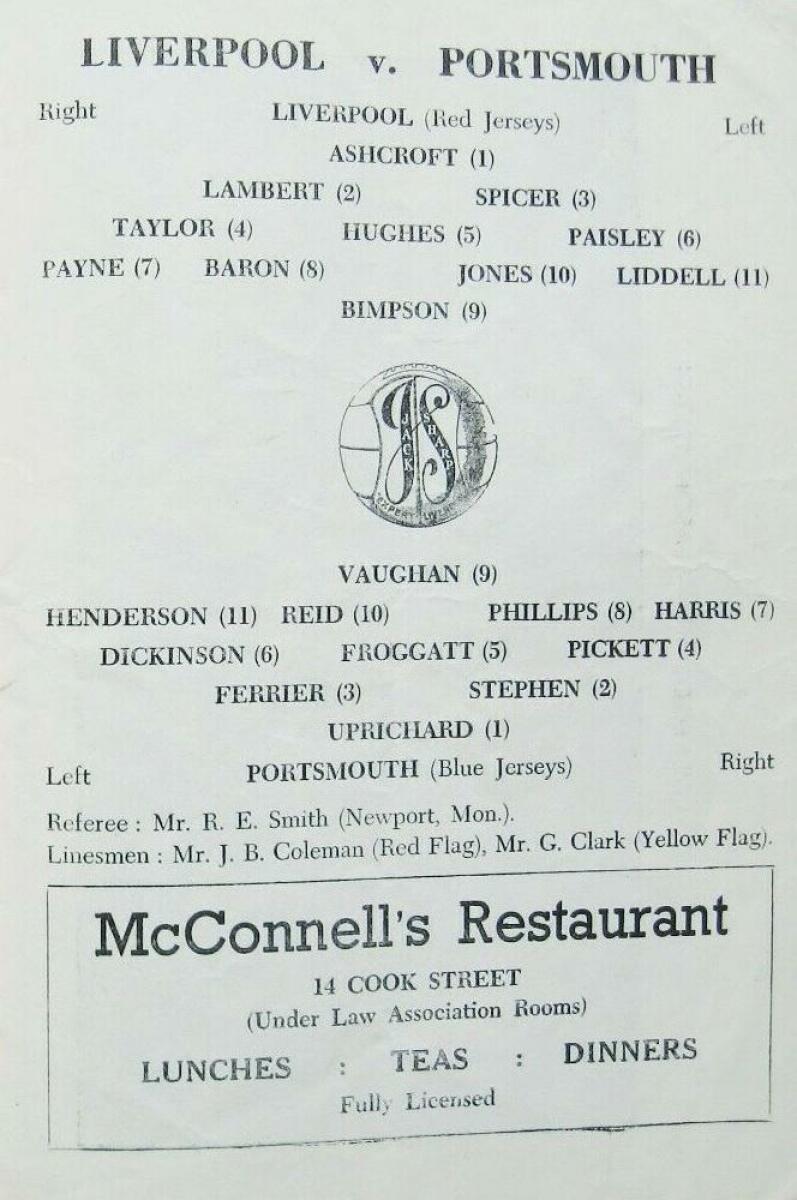 LIVERPOOL v. PORTSMOUTH
Right LIVERPOOL (Red Jerseys) Left
ASHCROFT (1)
LAMBERT (2) SPICER (3)
TAYLOR (4) HUGHES (5) PAISLEY (6)
PAYNE (7) BARON (8) JONES (10) LIDDELL (11)
BIMPSON (9)
JS
JACK SHARP
EXPERT
VAUGHAN (9)
HENDERSON (11) REID (10) PHILLIPS (8) HARRIS (7)
DICKINSON (6) FROGGATT (5) PICKETT (4)
FERRIER (3) STEPHEN (2)
UPRICHARD (1)
Left PORTSMOUTH (Blue Jerseys) Right
Referee : Mr. R. E. Smith (Newport, Mon.).
Linesmen : Mr. J. B. Coleman (Red Flag), Mr. G. Clark (Yellow Flag).
McConnell's Restaurant
14 COOK STREET
(Under Law Association Rooms)
LUNCHES : TEAS : DINNERS
Fully Licensed